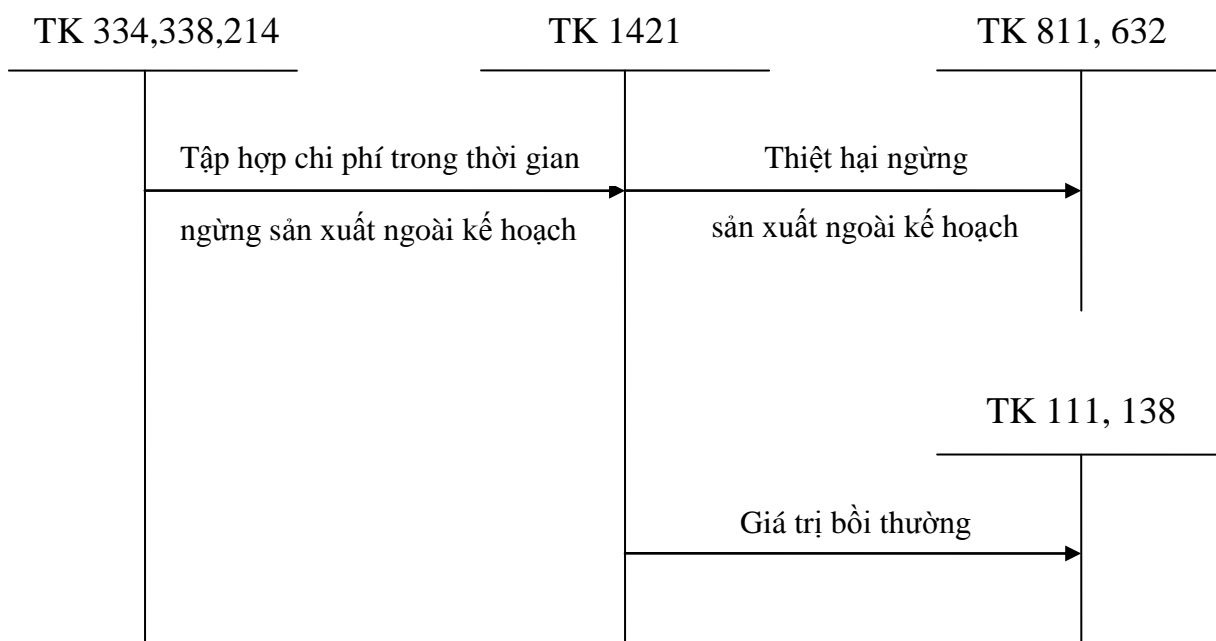 TK 334,338,214
TK 1421
TK 811, 632
Tập hợp chi phí trong thời gian
ngừng sản xuất ngoài kế hoạch
Thiệt hại ngừng
sản xuất ngoài kế hoạch
TK 111, 138
Giá trị bồi thường